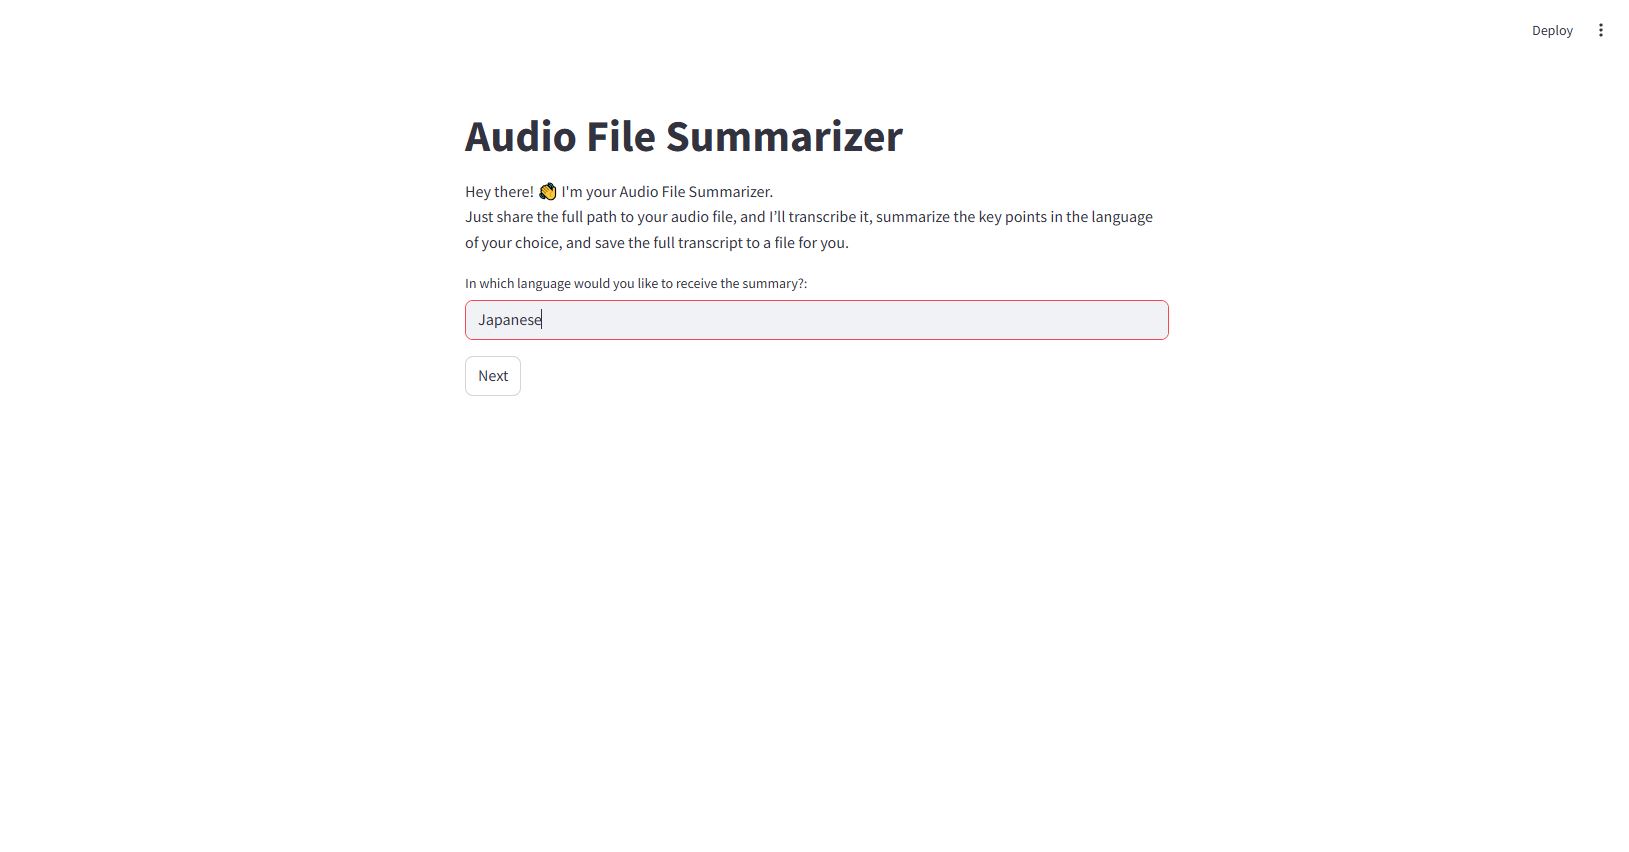 Deploy
Audio File Summarizer
Hey there! 👋 I'm your Audio File Summarizer.
Just share the full path to your audio file, and I’ll transcribe it, summarize the key points in the language
of your choice, and save the full transcript to a file for you.
In which language would you like to receive the summary?:
Japanese
Next